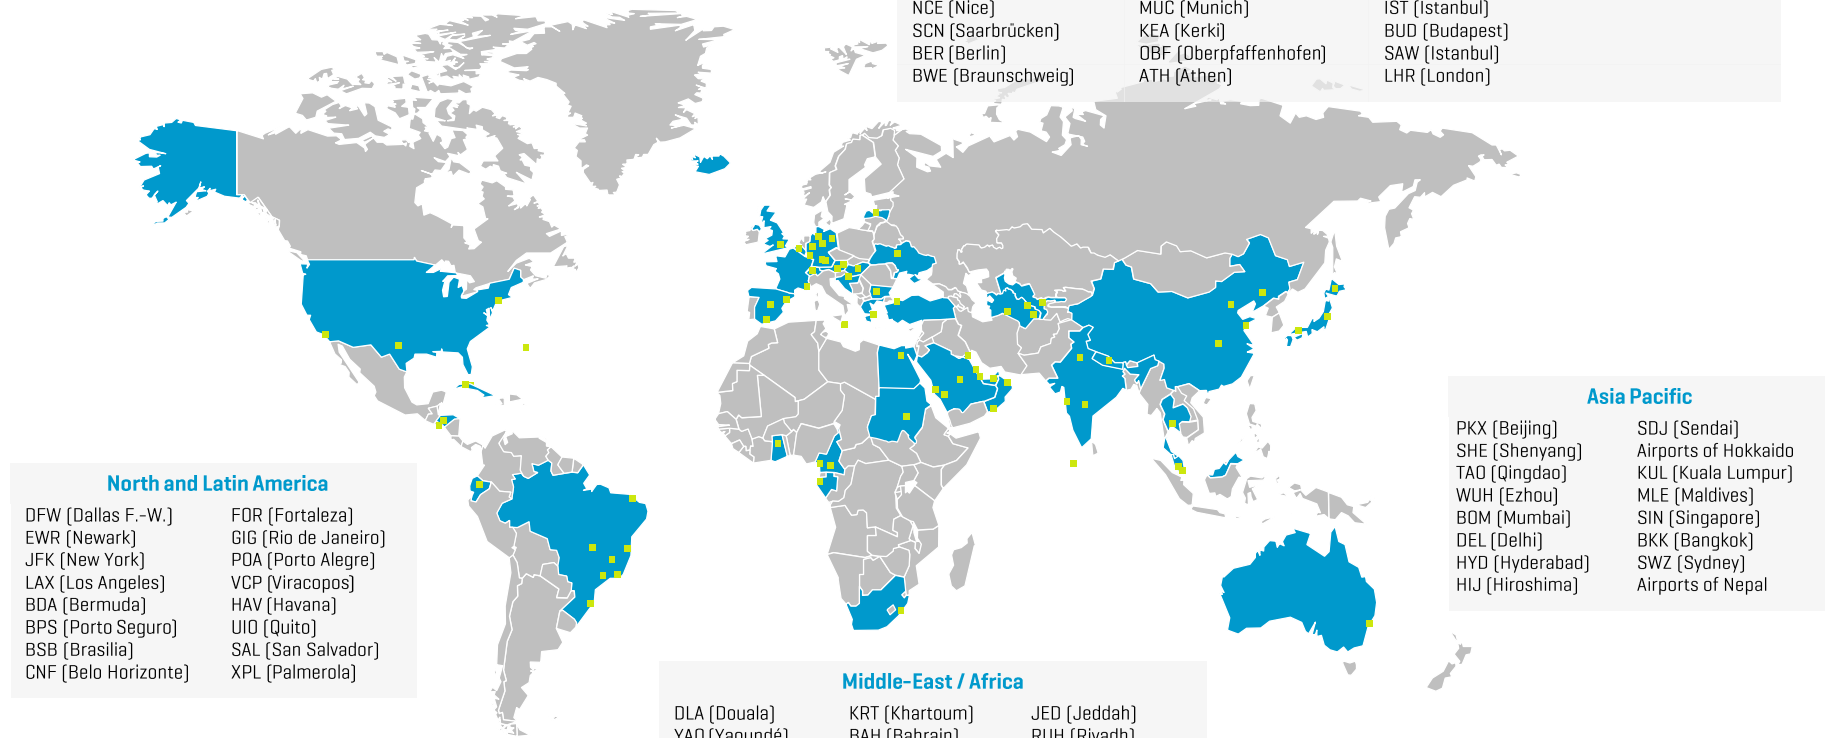 NCE (Nice) MUC (Munich) IST (Istanbul)
SCN (Saarbrücken) KEA (Kerki) BUD (Budapest)
BER (Berlin) OBF (Oberpfaffenhofen) SAW (Istanbul)
BWE (Braunschweig) ATH (Athen) LHR (London)
Asia Pacific
PKX (Beijing) SDJ (Sendai)
SHE (Shenyang) Airports of Hokkaido
TAO (Qingdao) KUL (Kuala Lumpur)
WUH (Ezhou) MLE (Maldives)
BOM (Mumbai) SIN (Singapore)
DEL (Delhi) BKK (Bangkok)
HYD (Hyderabad) SWZ (Sydney)
HIJ (Hiroshima) Airports of Nepal
North and Latin America
DFW (Dallas F.-W.) FOR (Fortaleza)
EWR (Newark) GIG (Rio de Janeiro)
JFK (New York) POA (Porto Alegre)
LAX (Los Angeles) VCP (Viracopos)
BDA (Bermuda) HAV (Havana)
BPS (Porto Seguro) UIO (Quito)
BSB (Brasilia) SAL (San Salvador)
CNF (Belo Horizonte) XPL (Palmerola)
Middle-East / Africa
DLA (Douala) KRT (Khartoum) JED (Jeddah)
YAO (Yaoundé) BAH (Bahrain) RUH (Riyadh)